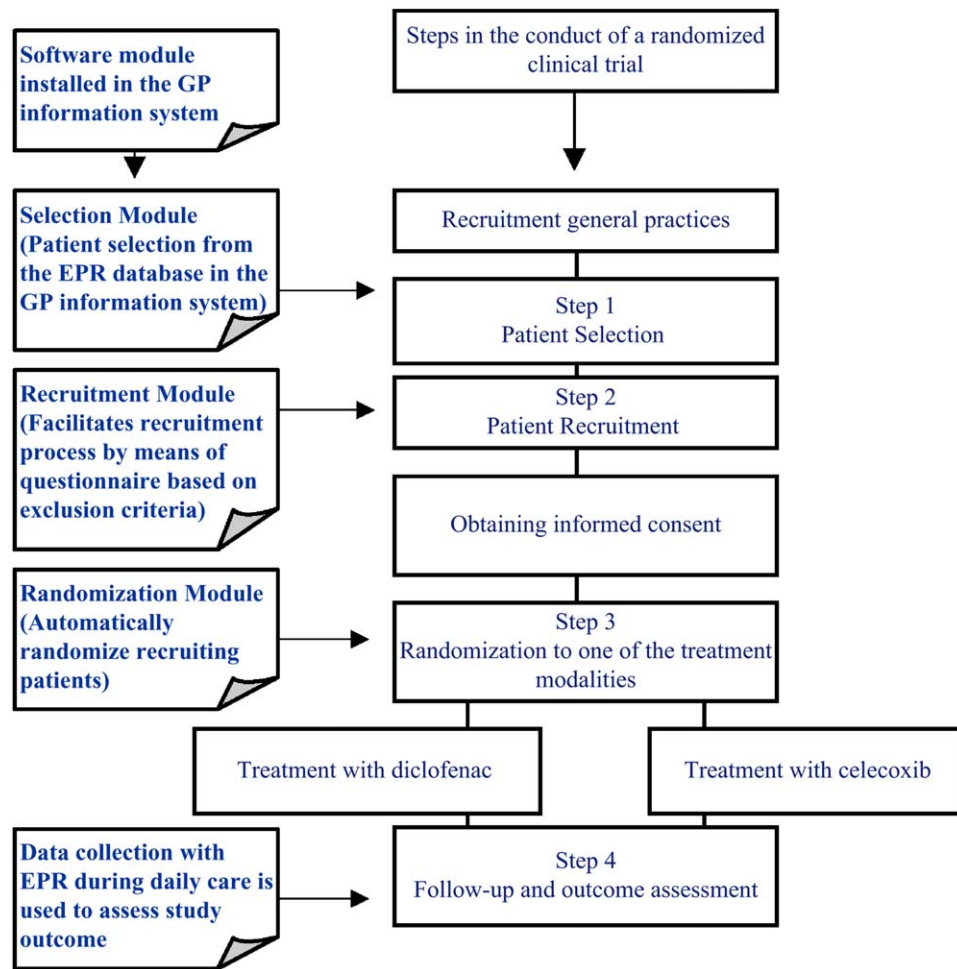 Software module
installed in the GP
information system
Steps in the conduct of a randomized
clinical trial
Selection Module
(Patient selection from
the EPR database in the
GP information system)
Recruitment general practices
Step 1
Patient Selection
Recruitment Module
(Facilitates recruitment
process by means of
questionnaire based on
exclusion criteria)
Step 2
Patient Recruitment
Obtaining informed consent
Randomization Module
(Automatically
randomize recruiting
patients)
Step 3
Randomization to one of the treatment
modalities
Treatment with diclofenac
Treatment with celecoxib
Data collection with
EPR during daily care is
used to assess study
outcome
Step 4
Follow-up and outcome assessment